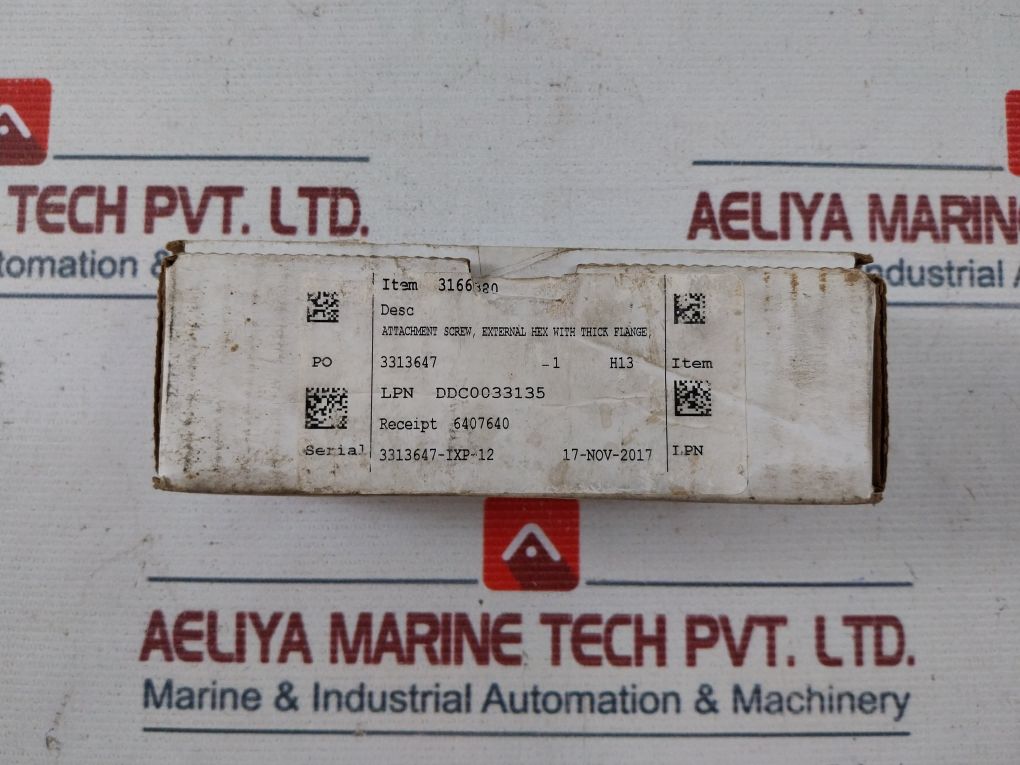 TECH PVT. LTD.
AELIYA MARINE
tomation &
Industrial A
Item
Desc
ATTACHMENT SCREW, EXTERNAL HEX WITH THICK FLANGE,
PO 3313647 -1 H13 Item
LPN DDC0033135
Receipt 6407640
Serial 3313647-IXP-12 17-NOV-2017 LPN
AELIYA MARINE TECH PVT. LTD.
Marine & Industrial Automation & Machinery